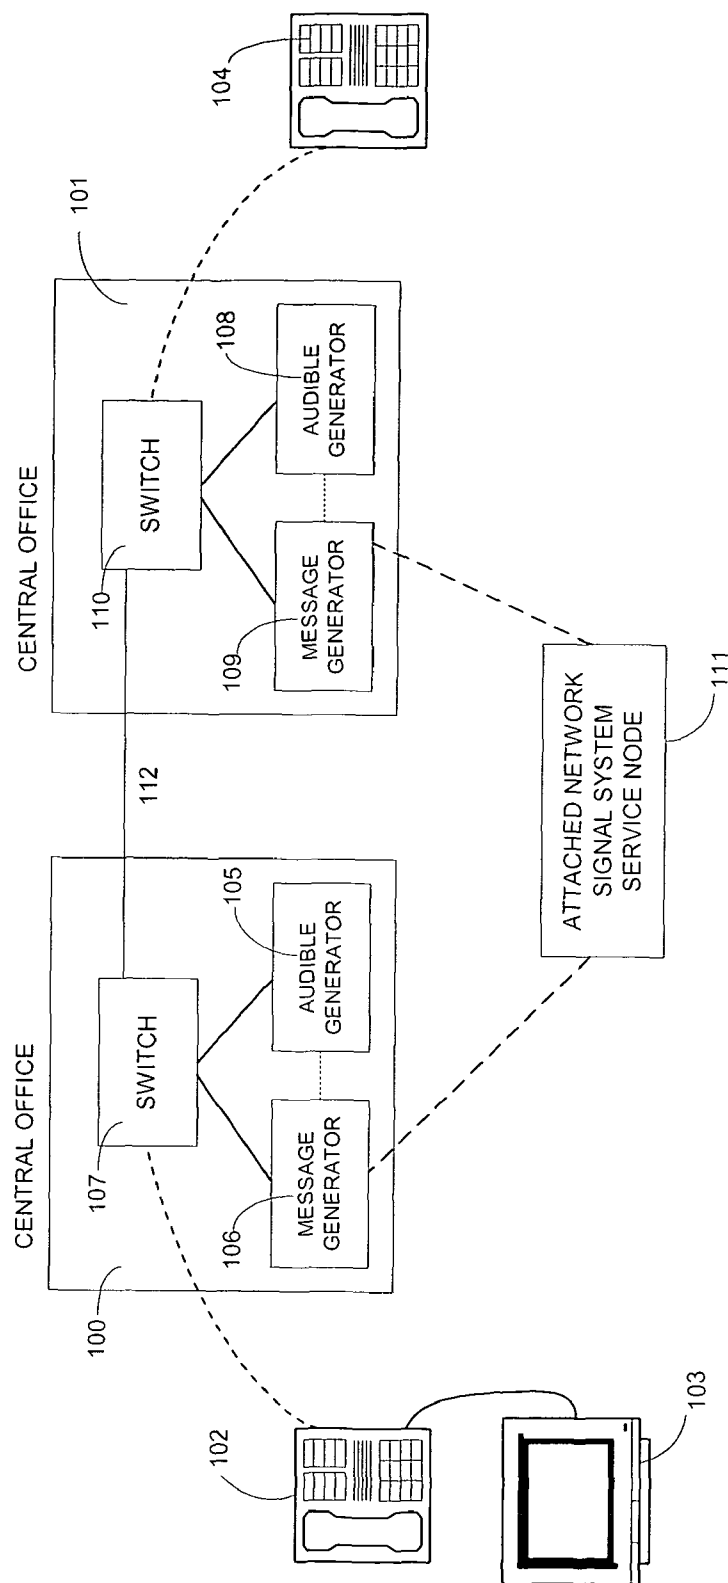 CENTRAL OFFICE
100
107
SWITCH
106
MESSAGE
GENERATOR
105
AUDIBLE
GENERATOR
112
CENTRAL OFFICE
101
110
SWITCH
109
MESSAGE
GENERATOR
108
AUDIBLE
GENERATOR
102
103
104
ATTACHED NETWORK
SIGNAL SYSTEM
SERVICE NODE
111